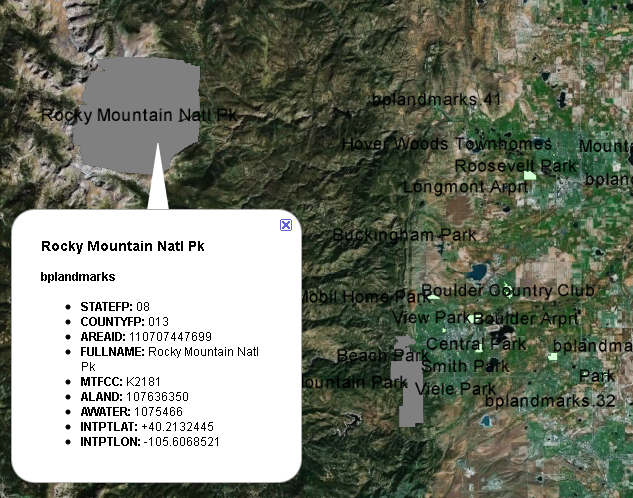 bplandmarks.41
Rocky Mountain Natl Pk
Hover Woods Townhomes
Mount
Roosevelt Park
bplan
Longmont Arprt
Buckingham Park
Rocky Mountain Natl Pk
bplandmarks
STATEFP: 08
COUNTYFP: 013
AREAID: 110707447699
FULLNAME: Rocky Mountain Natl
Pk
MTFCC: K2181
ALAND: 107636350
AWATER: 1075466
INTPTLAT: +40.2132445
INTPTLON: -105.6068521
Boulder Country Club
Mobil Home Park
View Park
Boulder Arprt
Central Park
bplandma
Beach Park
Smith Park
Park
ountain Park
Viele Park
bplandmarks.32